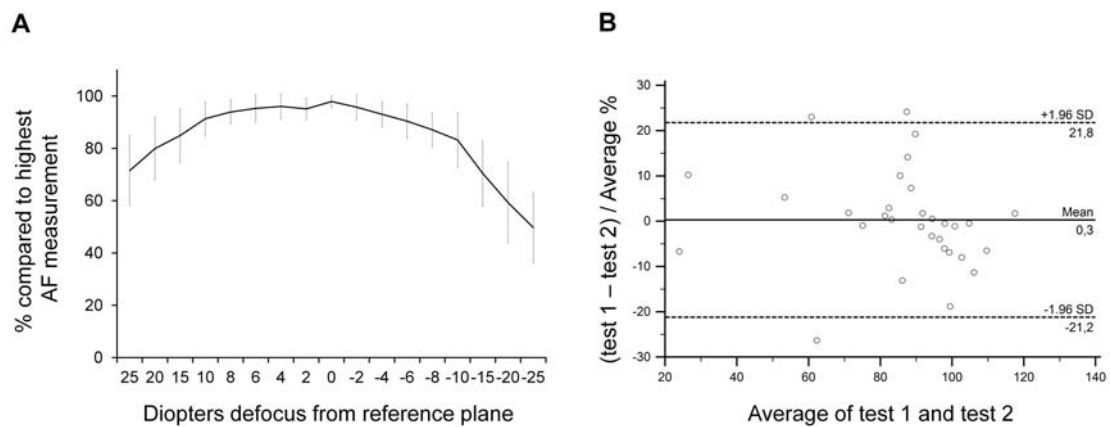 A
% compared to highest
AF measurement
100
80
60
40
20
0
25 20 15 10 8 6 4 2 0 -2 -4 -6 -8 -10 -15 -20 -25
Diopters defocus from reference plane
B
(test 1 – test 2) / Average %
30
20
10
0
-10
-20
-30
+1.96 SD
21,8
Mean
0,3
-1.96 SD
-21,2
20 40 60 80 100 120 140
Average of test 1 and test 2